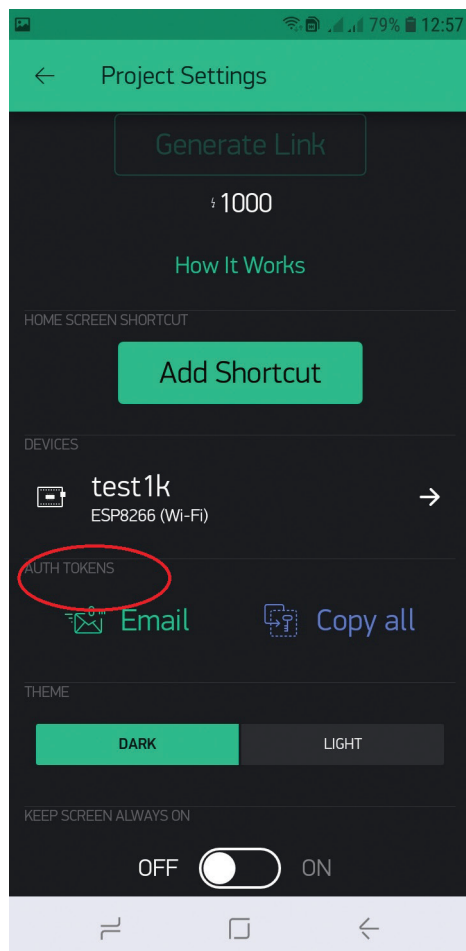 79% 12:57
Project Settings
Generate Link
1000
How It Works
HOME SCREEN SHORTCUT
Add Shortcut
DEVICES
test1k
ESP8266 (Wi-Fi)
AUTH TOKENS
Email Copy all
THEME
DARK LIGHT
KEEP SCREEN ALWAYS ON
OFF ON